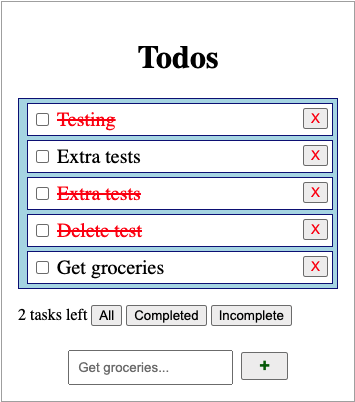 Todos
Testing X
Extra tests X
Extra tests X
Delete test X
Get groceries X
2 tasks left All Completed Incomplete
Get groceries... +